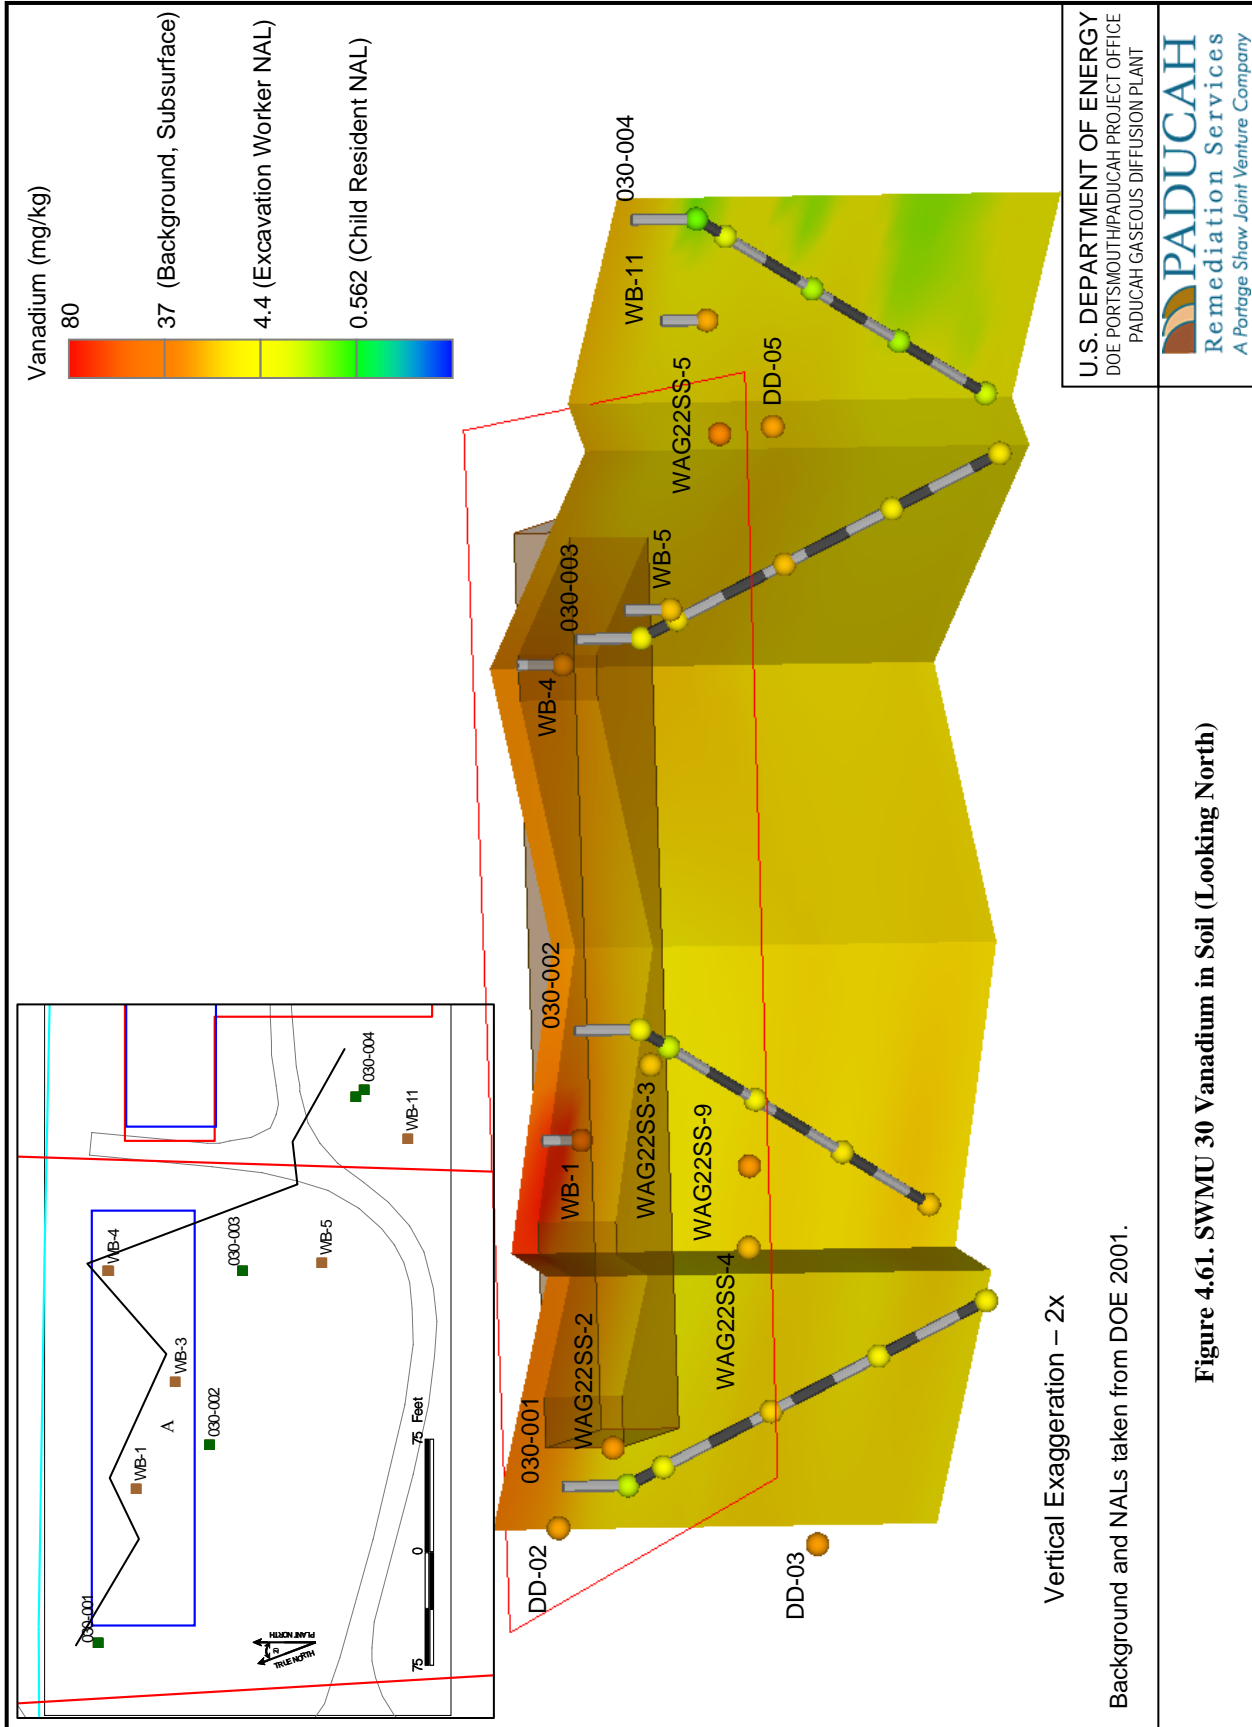 Vanadium (mg/kg)
80
37 (Background, Subsurface)
4.4 (Excavation Worker NAL)
0.562 (Child Resident NAL)
030-001
WB-1
A
WB-3
WB-4
030-002
030-003
WB-5
030-004
WB-11
TRUE NORTH
PLANT NORTH
75
0
75 Feet
DD-02
030-001
WAG22SS-2
DD-03
WB-1
030-002
WAG22SS-3
WAG22SS-9
WAG22SS-4
WB-4
030-003
WB-5
WAG22SS-5
DD-05
WB-11
030-004
Vertical Exaggeration – 2x
Background and NALs taken from DOE 2001.
U.S. DEPARTMENT OF ENERGY
DOE PORTSMOUTH/PADUCAH PROJECT OFFICE
PADUCAH GASEOUS DIFFUSION PLANT
PADUCAH
Remediation Services
A Portage Shaw Joint Venture Company
Figure 4.61. SWMU 30 Vanadium in Soil (Looking North)